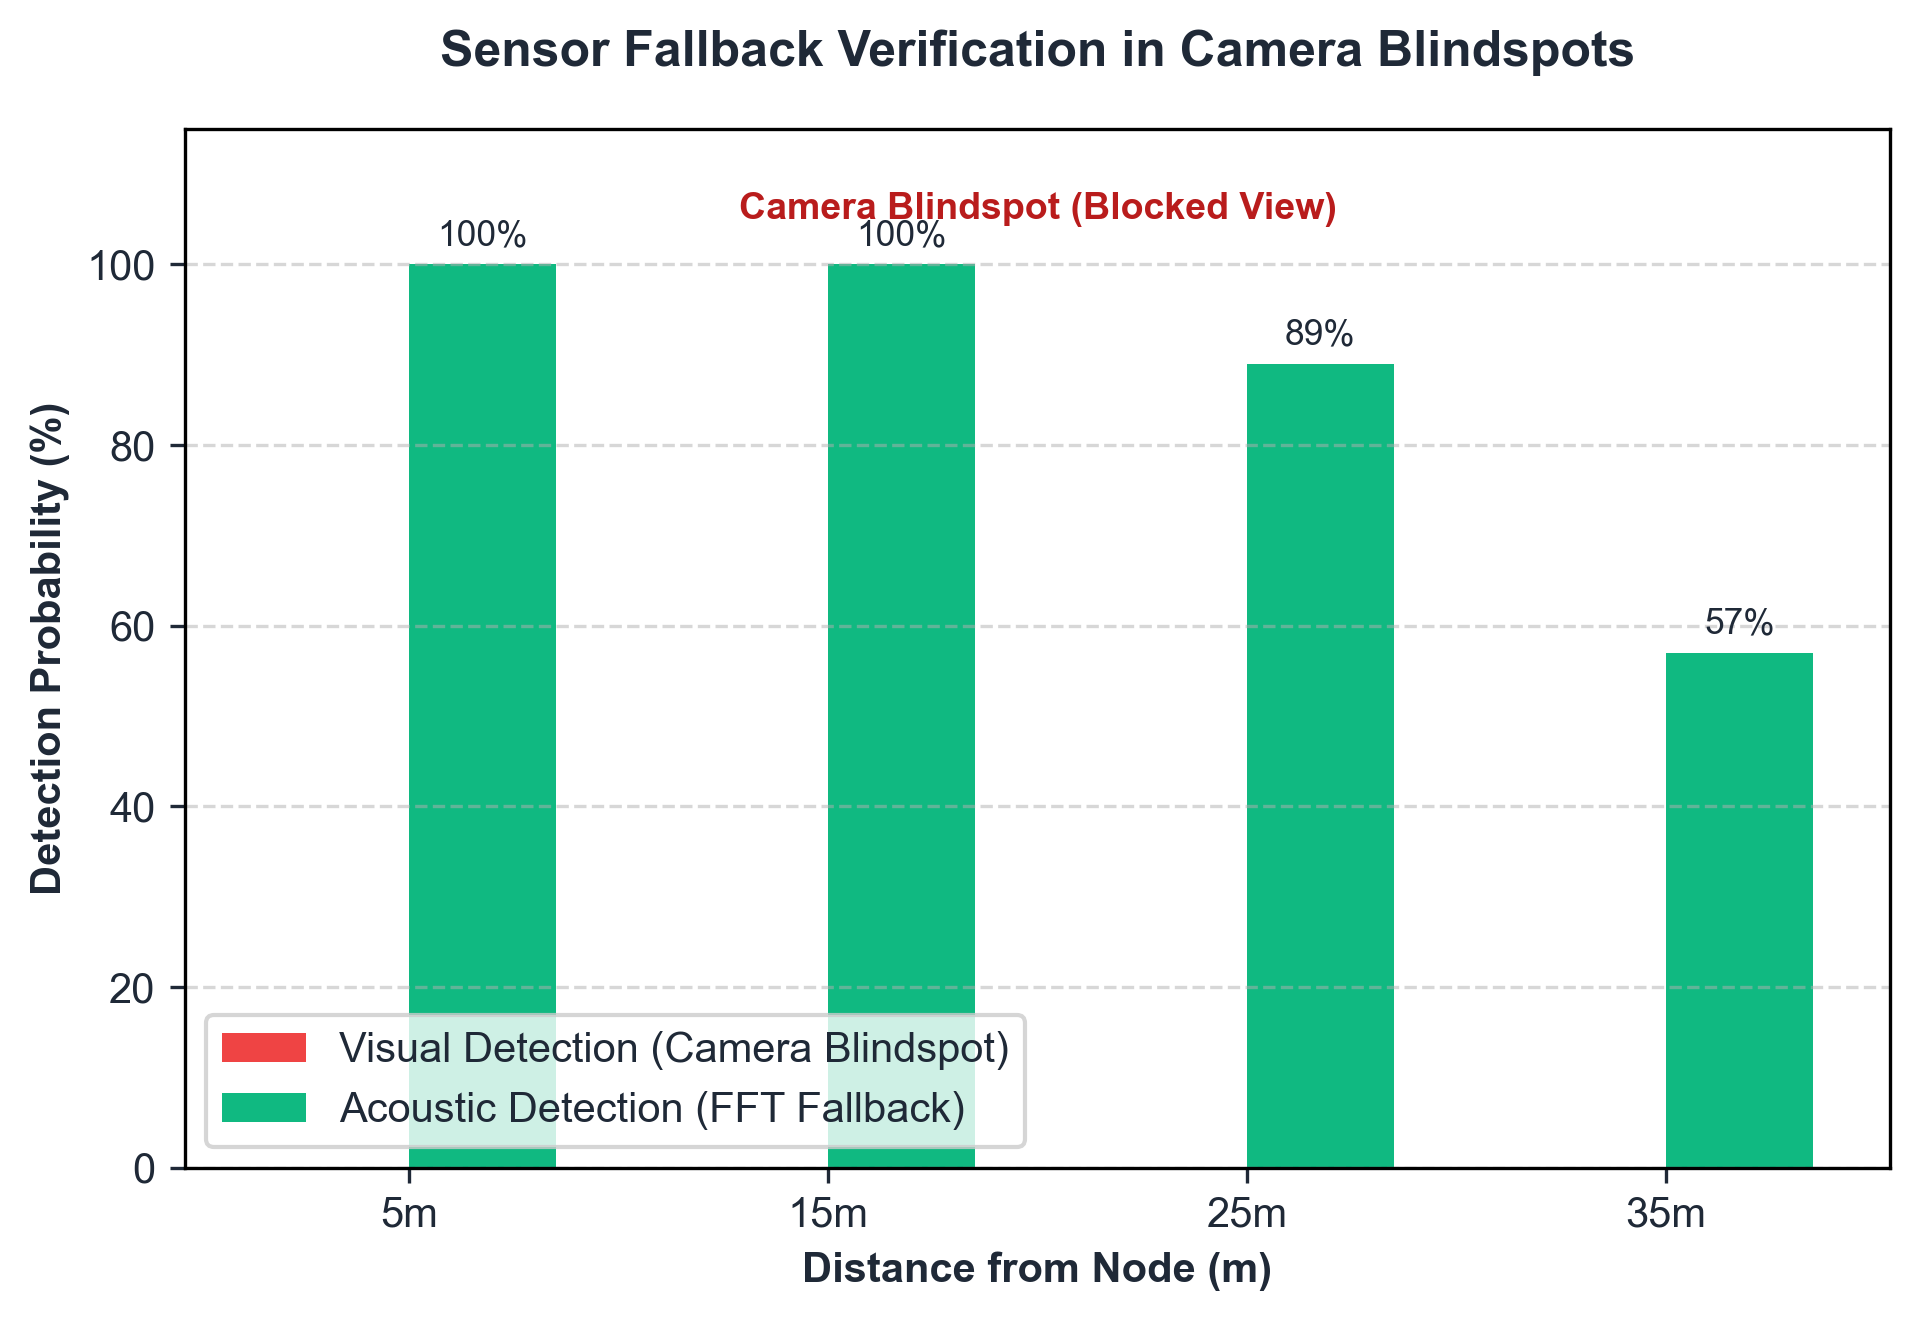 Sensor Fallback Verification in Camera Blindspots
Camera Blindspot (Blocked View)
100%
100%
89%
57%
Detection Probability (%)
100
80
60
40
20
0
Visual Detection (Camera Blindspot)
Acoustic Detection (FFT Fallback)
5m
15m
25m
35m
Distance from Node (m)